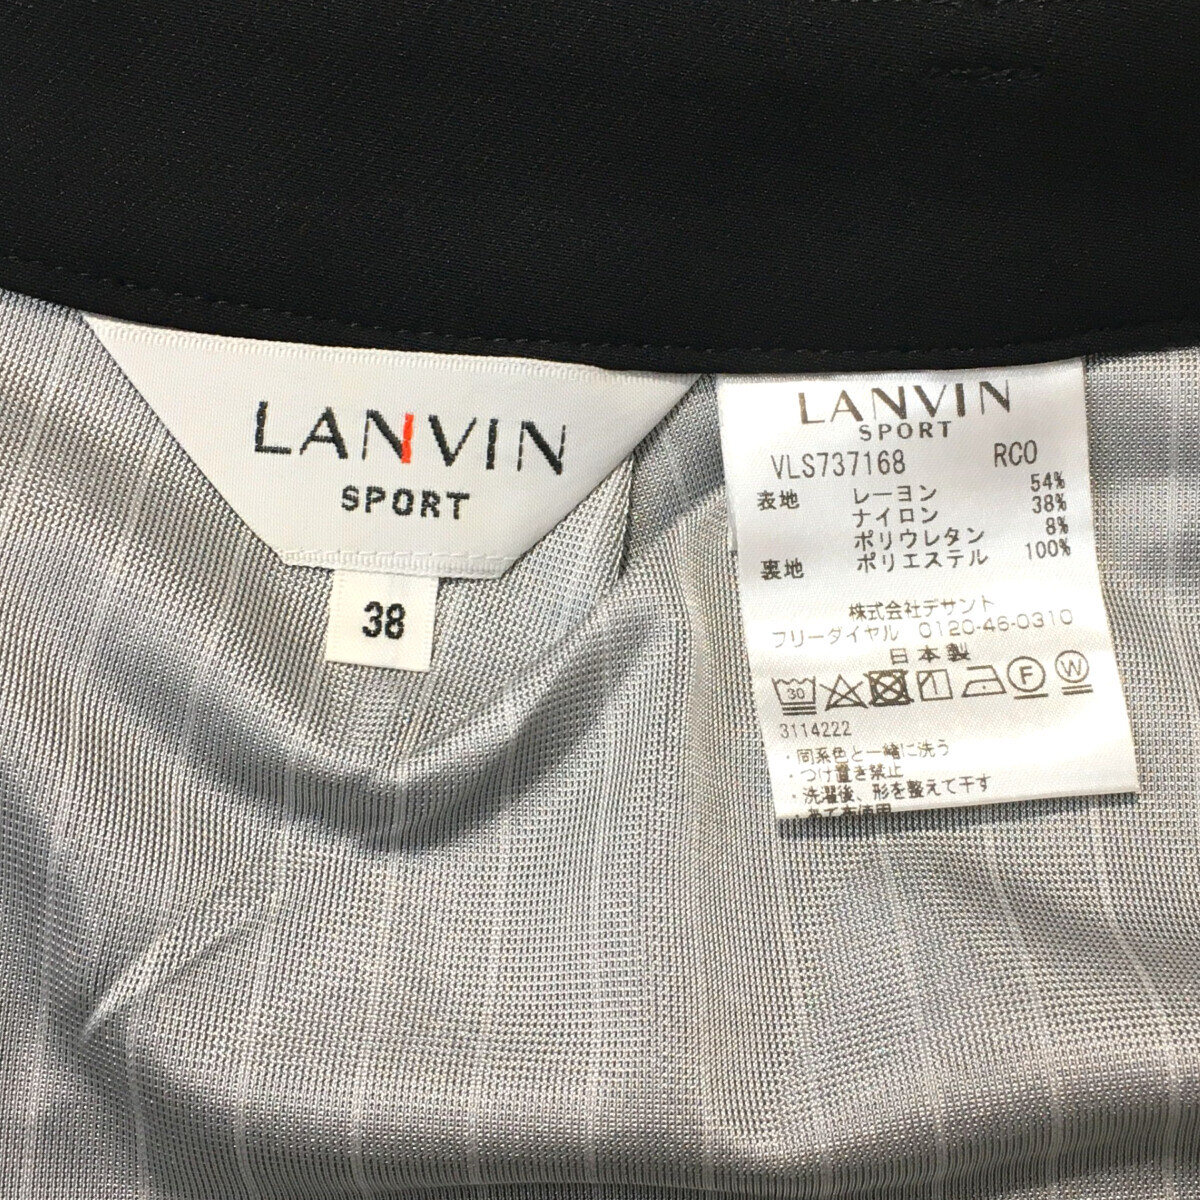 LANVIN
SPORT
38
LANVIN
SPORT
VLS737168 RCO
表地 レーヨン 54%
ナイロン 38%
ポリウレタン 8%
裏地 ポリエステル 100%
株式会社デサント
フリーダイヤル 0120-46-0310
日本製
30 F W
3114222
・同系色と一緒に洗う
・つけ置き禁止
・洗濯後、形を整えて干す